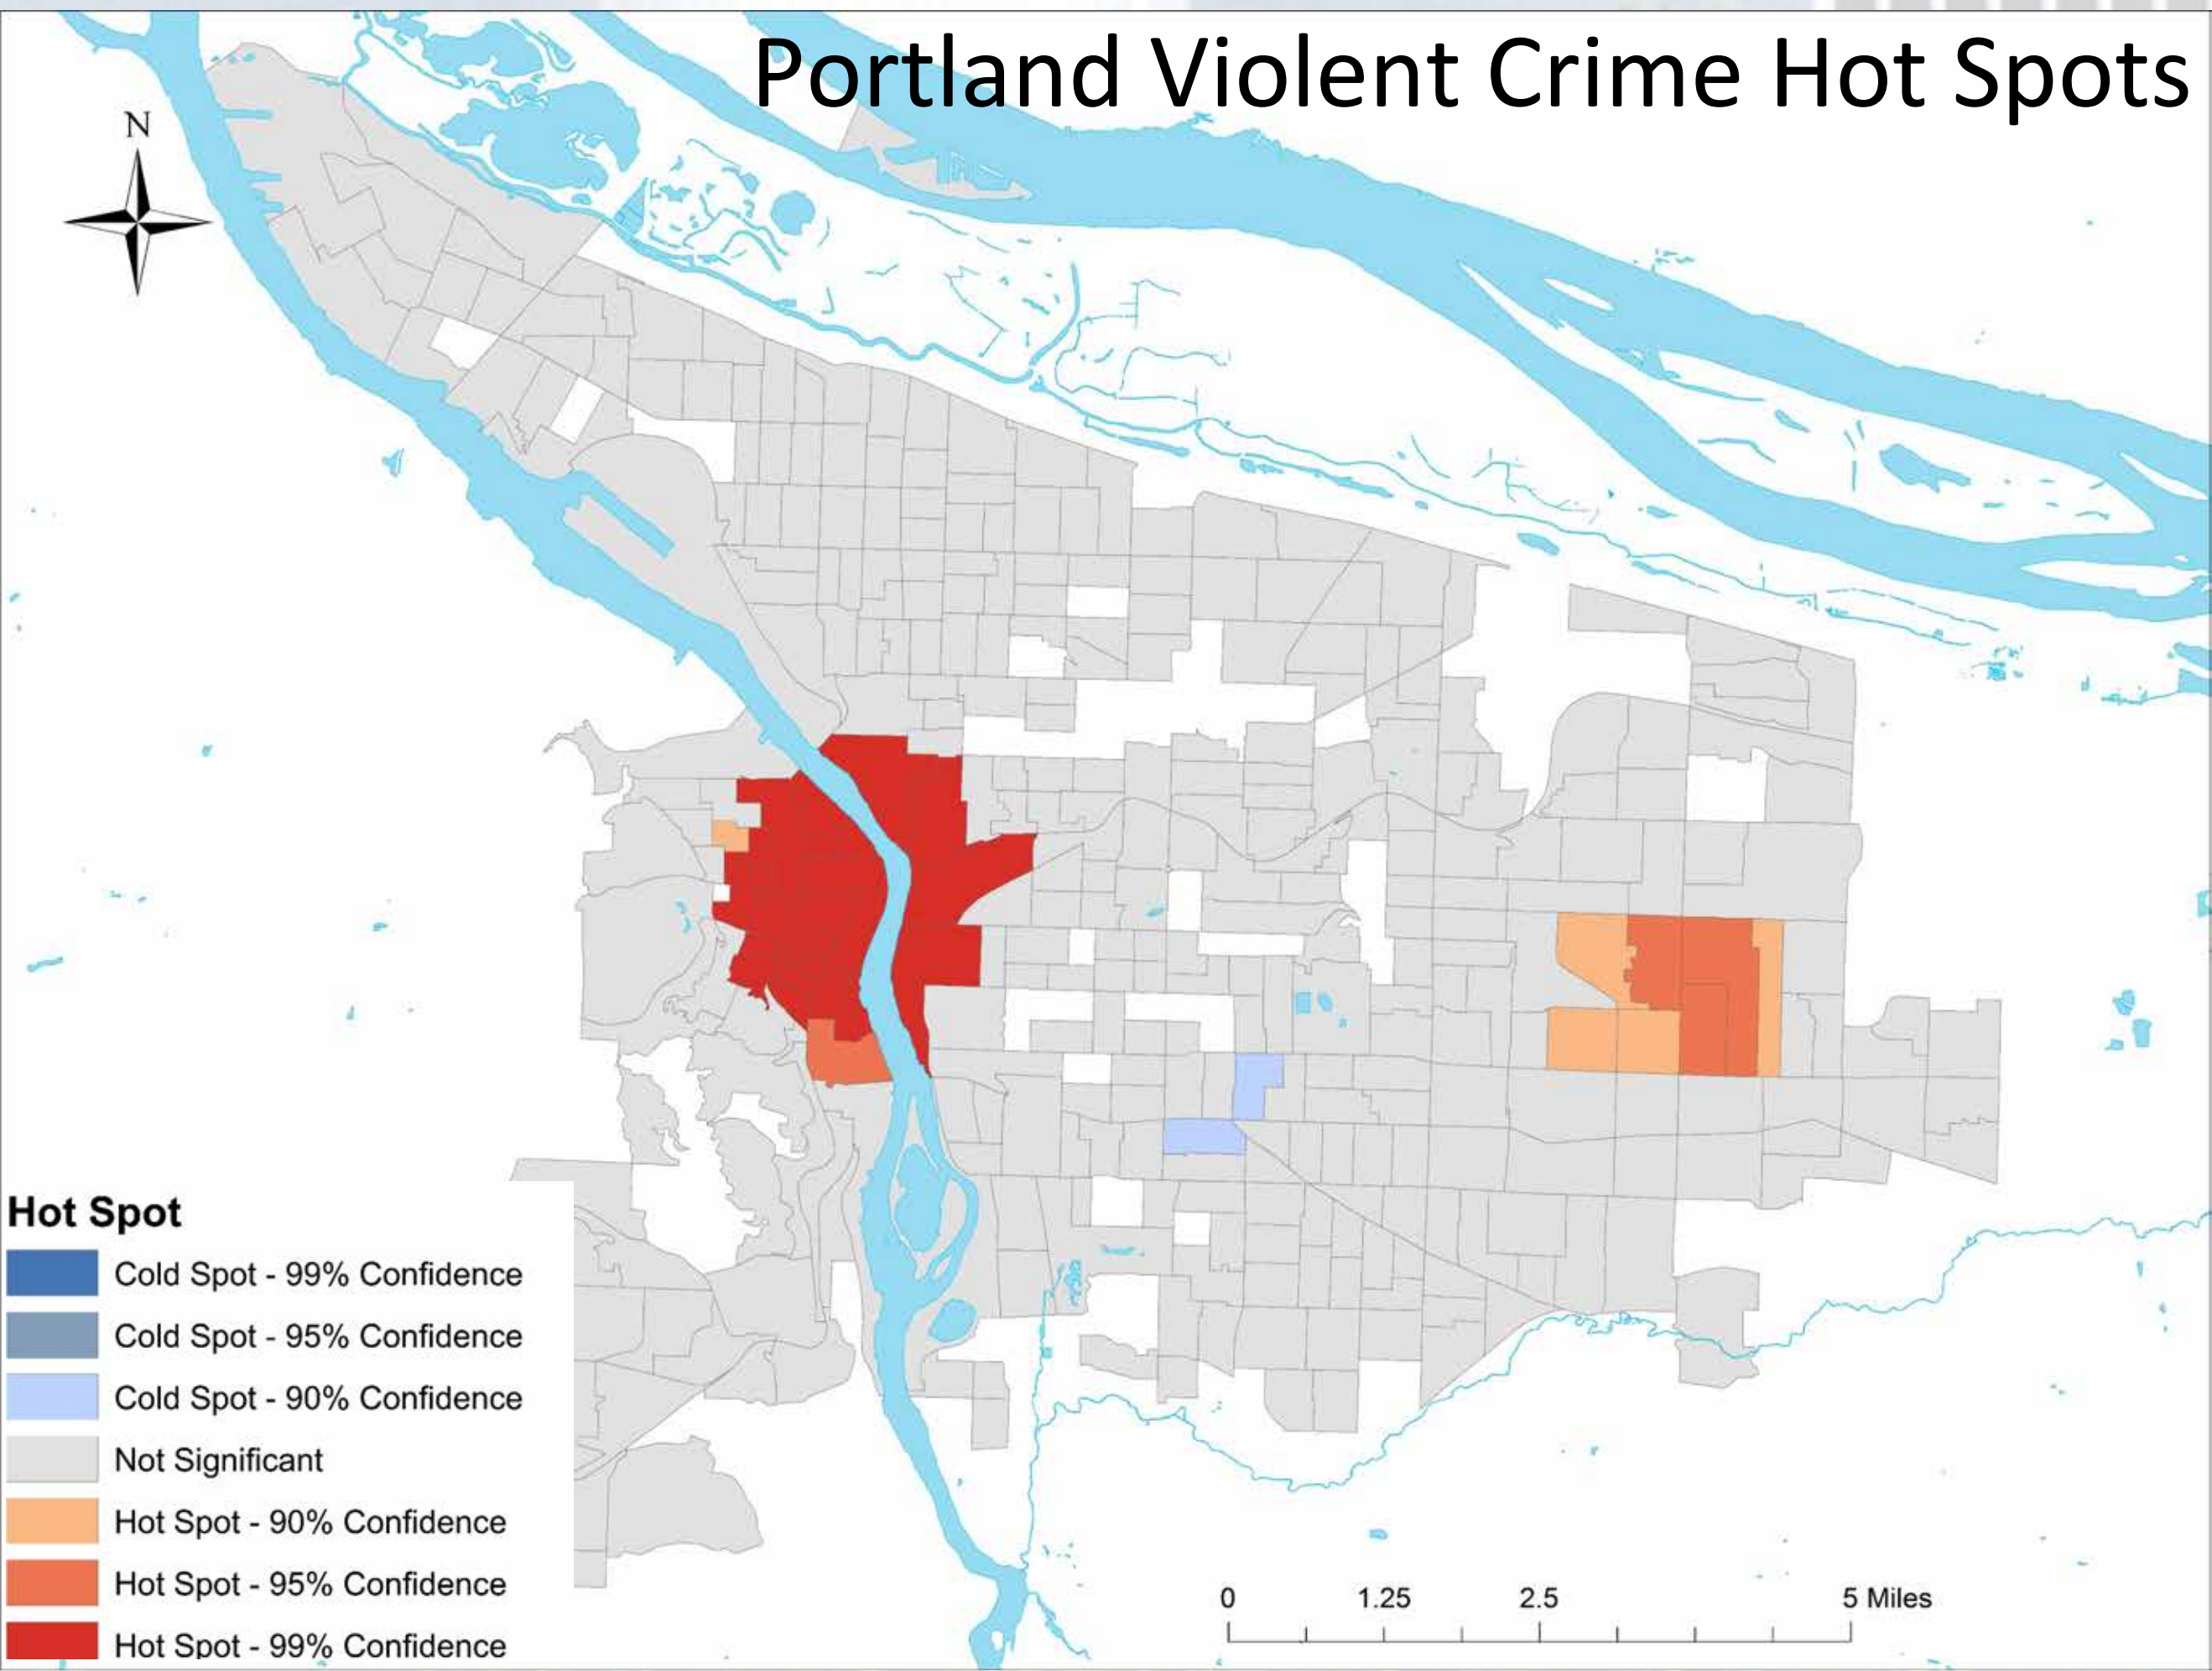 Portland Violent Crime Hot Spots
N
Hot Spot
Cold Spot - 99% Confidence
Cold Spot - 95% Confidence
Cold Spot - 90% Confidence
Not Significant
Hot Spot - 90% Confidence
Hot Spot - 95% Confidence
Hot Spot - 99% Confidence
0 1.25 2.5 5 Miles